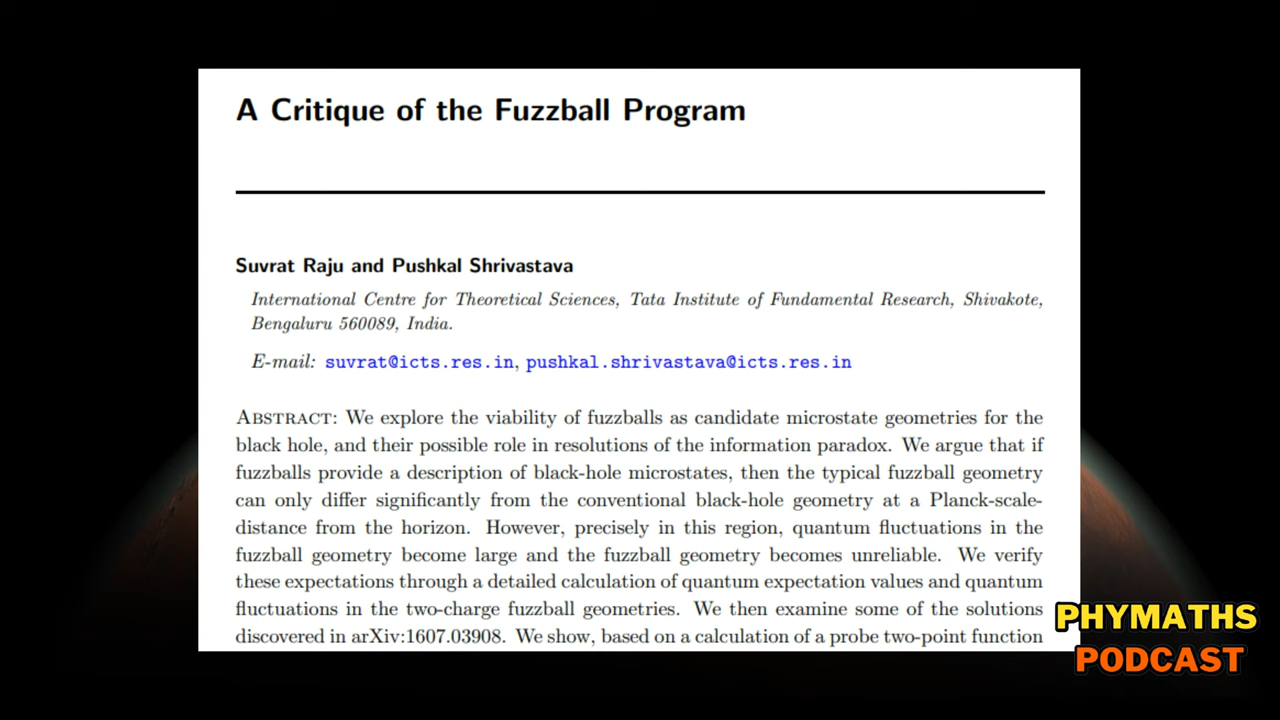 A Critique of the Fuzzball Program
Suvrat Raju and Pushkal Shrivastava
International Centre for Theoretical Sciences, Tata Institute of Fundamental Research, Shivakote,
Bengaluru 560089, India.
E-mail: suvrat@icts.res.in, pushkal.shrivastava@icts.res.in
ABSTRACT: We explore the viability of fuzzballs as candidate microstate geometries for the
black hole, and their possible role in resolutions of the information paradox. We argue that if
fuzzballs provide a description of black-hole microstates, then the typical fuzzball geometry
can only differ significantly from the conventional black-hole geometry at a Planck-scale-
distance from the horizon. However, precisely in this region, quantum fluctuations in the
fuzzball geometry become large and the fuzzball geometry becomes unreliable. We verify
these expectations through a detailed calculation of quantum expectation values and quantum
fluctuations in the two-charge fuzzball geometries. We then examine some of the solutions
discovered in arXiv:1607.03908. We show, based on a calculation of a probe two-point function
PHYMATHS
PODCAST